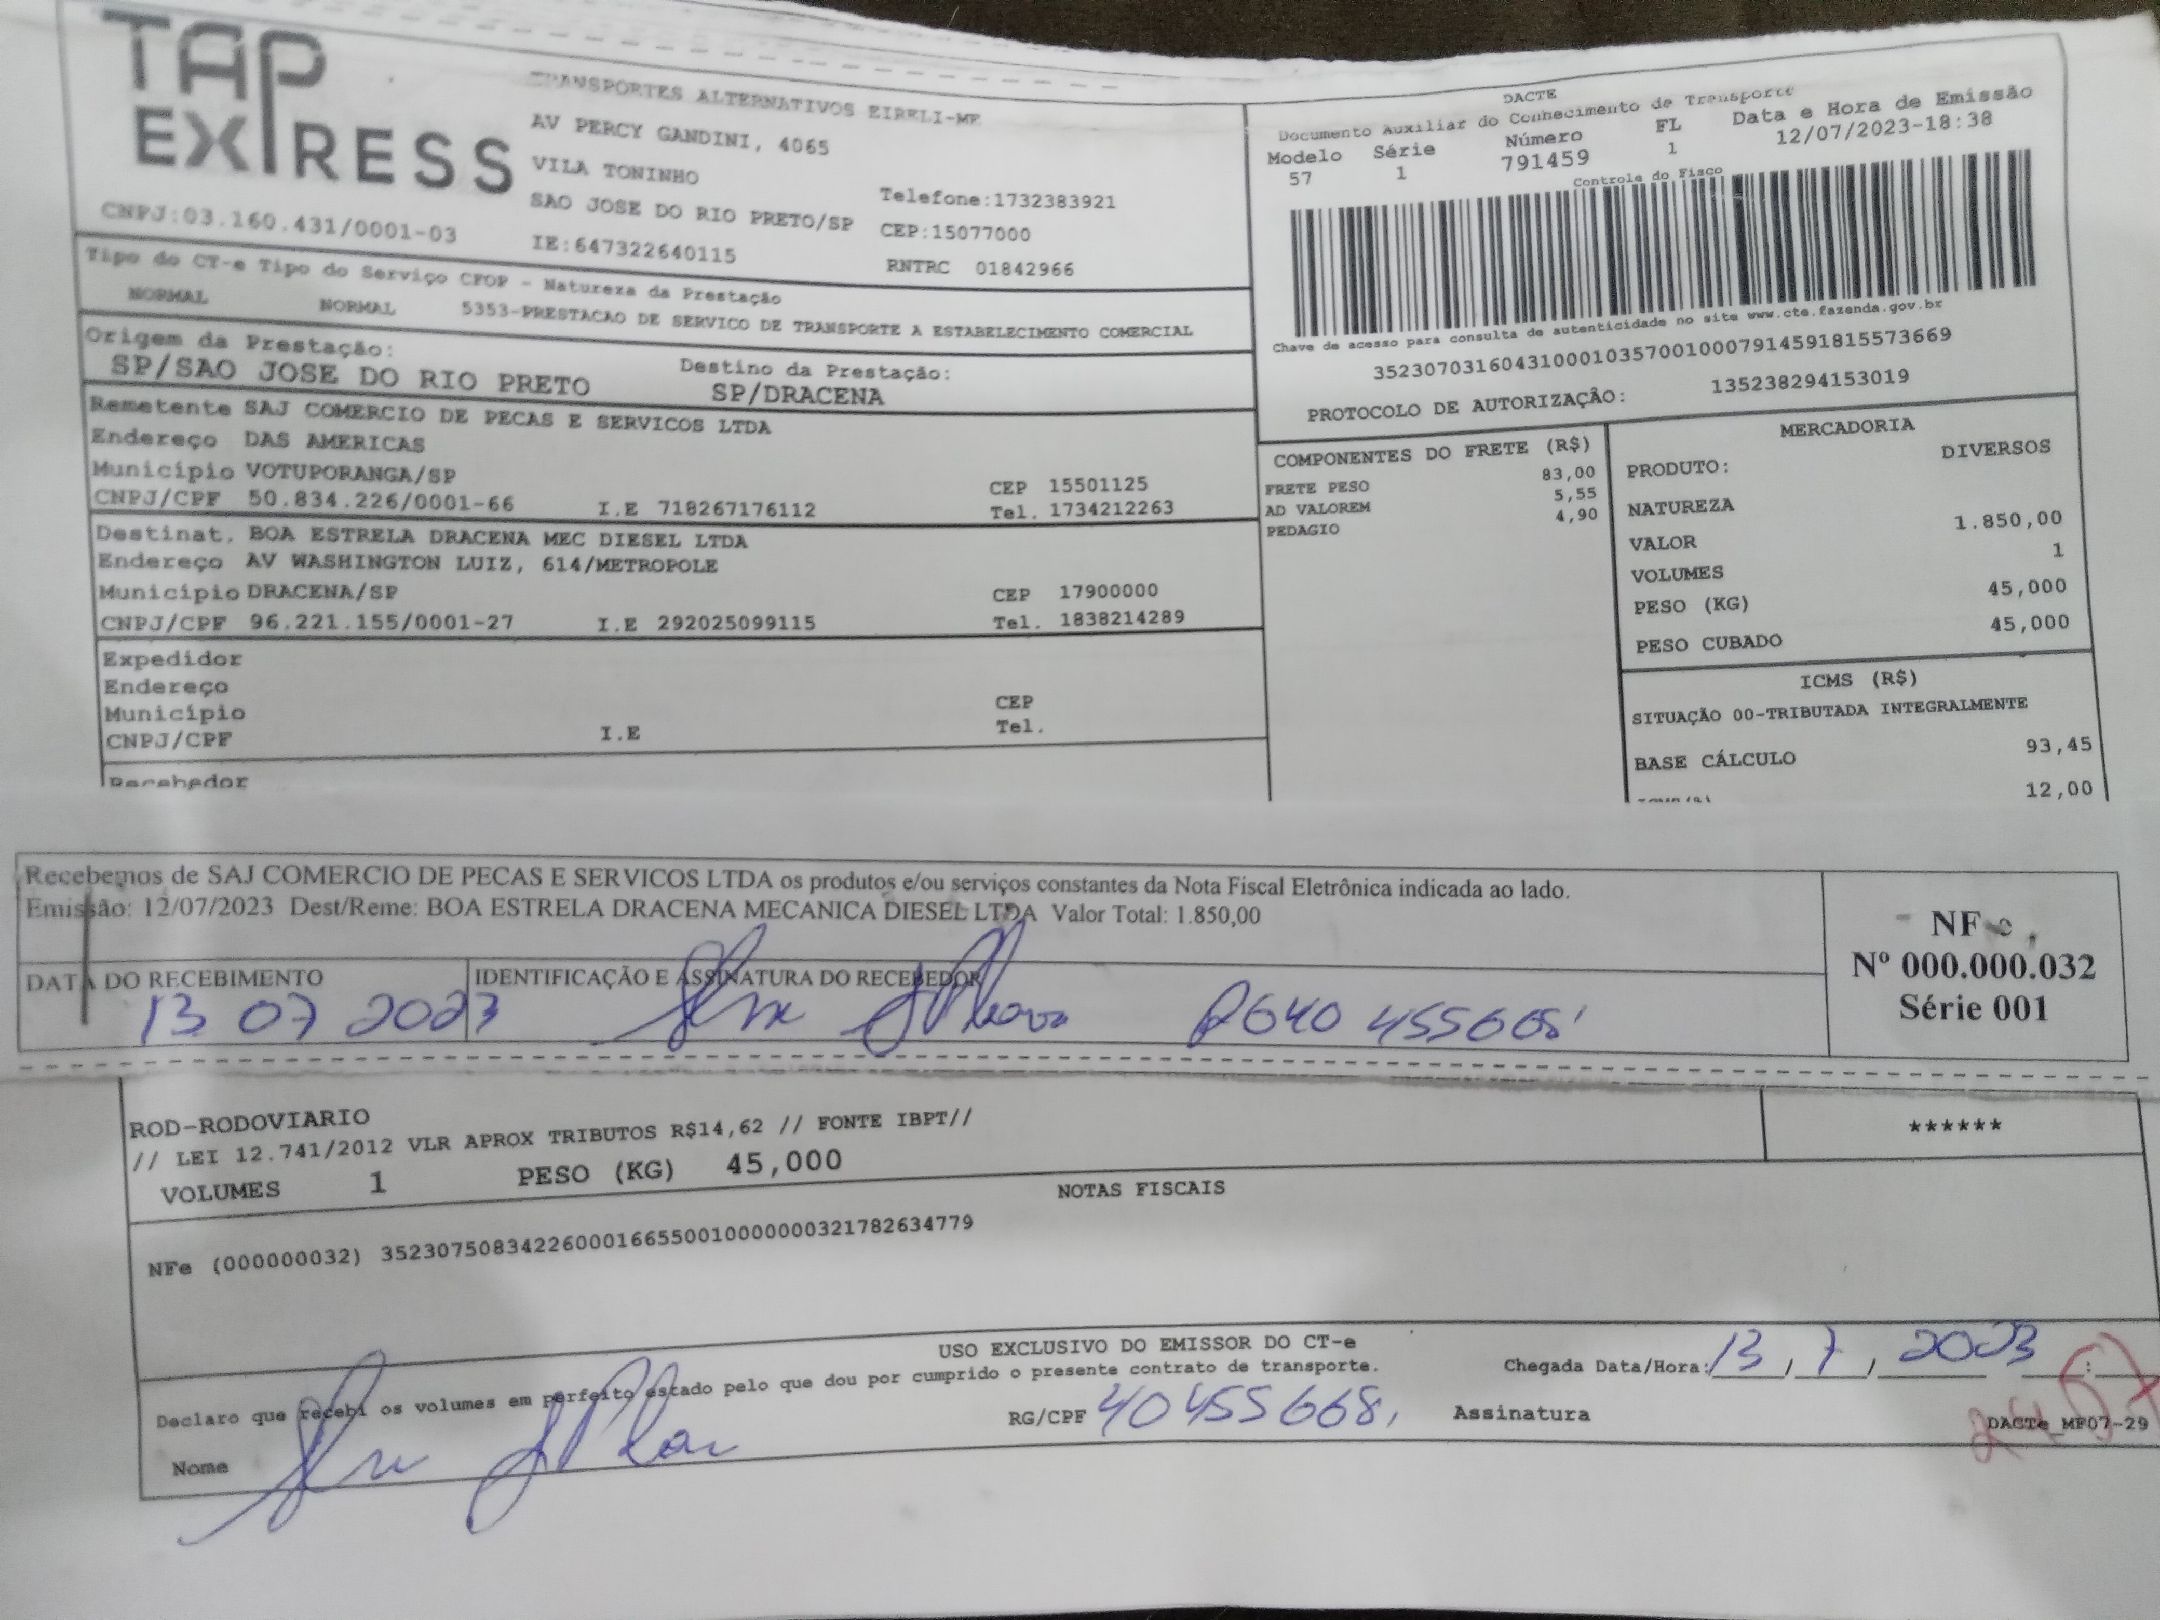 TAP EXPRESS
TRANSPORTES ALTERNATIVOS EIRELI-ME
AV PERCY GANDINI, 4065
VILA TONINHO
SAO JOSE DO RIO PRETO/SP
IE:647322640115
Telefone:1732383921
CEP:15077000
RNTRC 01842966
CNPJ:03.160.431/0001-03
DACTE
Documento Auxiliar do Conhecimento de Transporte
Modelo Série Número FL Data e Hora de Emissão
57 1 791459 1 12/07/2023-18:38
Controle do Fisco
Chave de acesso para consulta de autenticidade no site www.cte.fazenda.gov.br
35230703160431000103570010007914591815573669
PROTOCOLO DE AUTORIZAÇÃO: 135238294153019
Tipo do CT-e Tipo do Serviço CFOP - Natureza da Prestação
NORMAL NORMAL 5353-PRESTACAO DE SERVICO DE TRANSPORTE A ESTABELECIMENTO COMERCIAL
Origem da Prestação: Destino da Prestação:
SP/SAO JOSE DO RIO PRETO SP/DRACENA
Remetente SAJ COMERCIO DE PECAS E SERVICOS LTDA
Endereço DAS AMERICAS
Município VOTUPORANGA/SP CEP 15501125
CNPJ/CPF 50.834.226/0001-66 I.E 718267176112 Tel. 1734212263
Destinat. BOA ESTRELA DRACENA MEC DIESEL LTDA
Endereço AV WASHINGTON LUIZ, 614/METROPOLE
Município DRACENA/SP CEP 17900000
CNPJ/CPF 96.221.155/0001-27 I.E 292025099115 Tel. 1838214289
Expedidor
Endereço
Município CEP
CNPJ/CPF I.E Tel.
Recebedor
COMPONENTES DO FRETE (R$)
FRETE PESO 83,00
AD VALOREM 5,55
PEDAGIO 4,90
MERCADORIA
PRODUTO: DIVERSOS
NATUREZA
VALOR 1.850,00
VOLUMES 1
PESO (KG) 45,000
PESO CUBADO 45,000
ICMS (R$)
SITUAÇÃO 00-TRIBUTADA INTEGRALMENTE
BASE CÁLCULO 93,45
12,00
Recebemos de SAJ COMERCIO DE PECAS E SERVICOS LTDA os produtos e/ou serviços constantes da Nota Fiscal Eletrônica indicada ao lado.
Emissão: 12/07/2023 Dest/Reme: BOA ESTRELA DRACENA MECANICA DIESEL LTDA Valor Total: 1.850,00
DATA DO RECEBIMENTO IDENTIFICAÇÃO E ASSINATURA DO RECEBEDOR
13 07 2023
NF-e
Nº 000.000.032
Série 001
ROD-RODOVIARIO
// LEI 12.741/2012 VLR APROX TRIBUTOS R$14,62 // FONTE IBPT//
******
VOLUMES 1 PESO (KG) 45,000
NOTAS FISCAIS
NFe (000000032) 35230750834226000166550010000000321782634779
USO EXCLUSIVO DO EMISSOR DO CT-e
Declaro que recebi os volumes em perfeito estado pelo que dou por cumprido o presente contrato de transporte.
Chegada Data/Hora: 13/7/2023 :
Nome
RG/CPF 40455668, Assinatura
DACTe_MF07-29